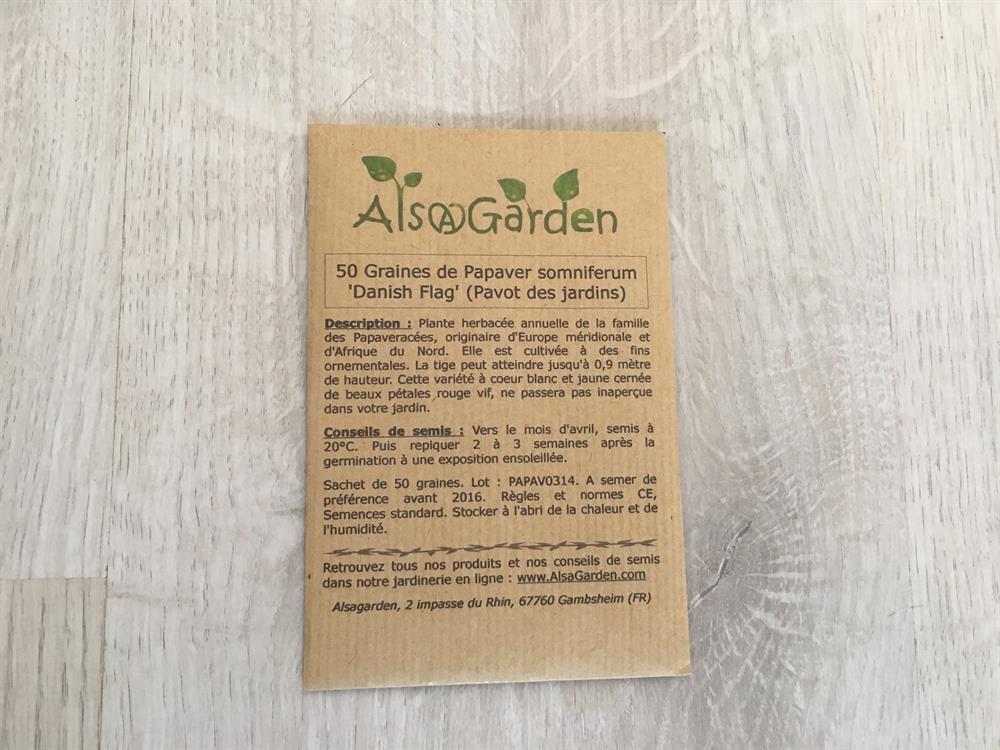 AlsaGarden
50 Graines de Papaver somniferum
'Danish Flag' (Pavot des jardins)
Description : Plante herbacée annuelle de la famille
des Papaveracées, originaire d'Europe méridionale et
d'Afrique du Nord. Elle est cultivée à des fins
ornementales. La tige peut atteindre jusqu'à 0,9 mètre
de hauteur. Cette variété à coeur blanc et jaune cernée
de beaux pétales rouge vif, ne passera pas inaperçue
dans votre jardin.
Conseils de semis : Vers le mois d'avril, semis à
20°C. Puis repiquer 2 à 3 semaines après la
germination à une exposition ensoleillée.
Sachet de 50 graines. Lot : PAPAV0314. A semer de
préférence avant 2016. Règles et normes CE,
Semences standard. Stocker à l'abri de la chaleur et de
l'humidité.
Retrouvez tous nos produits et nos conseils de semis
dans notre jardinerie en ligne : www.AlsaGarden.com
Alsagarden, 2 impasse du Rhin, 67760 Gambsheim (FR)